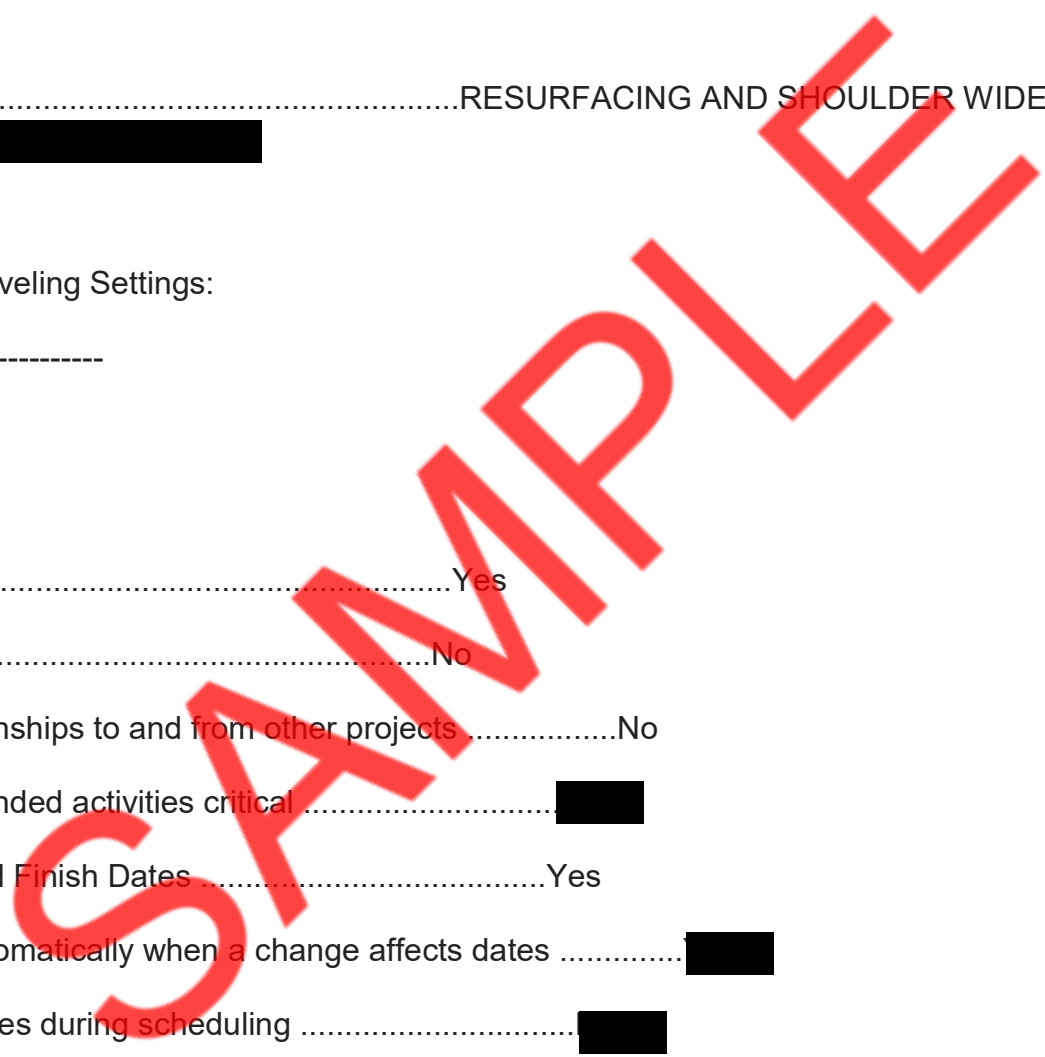 ..................................................RESURFACING AND SHOULDER WIDE
veling Settings:
-----------
..................................................Yes
................................................No
nships to and from other projects ................No
nded activities critical ............................
l Finish Dates .....................................Yes
omatically when a change affects dates ..............
es during scheduling ..............................
SAMPLE